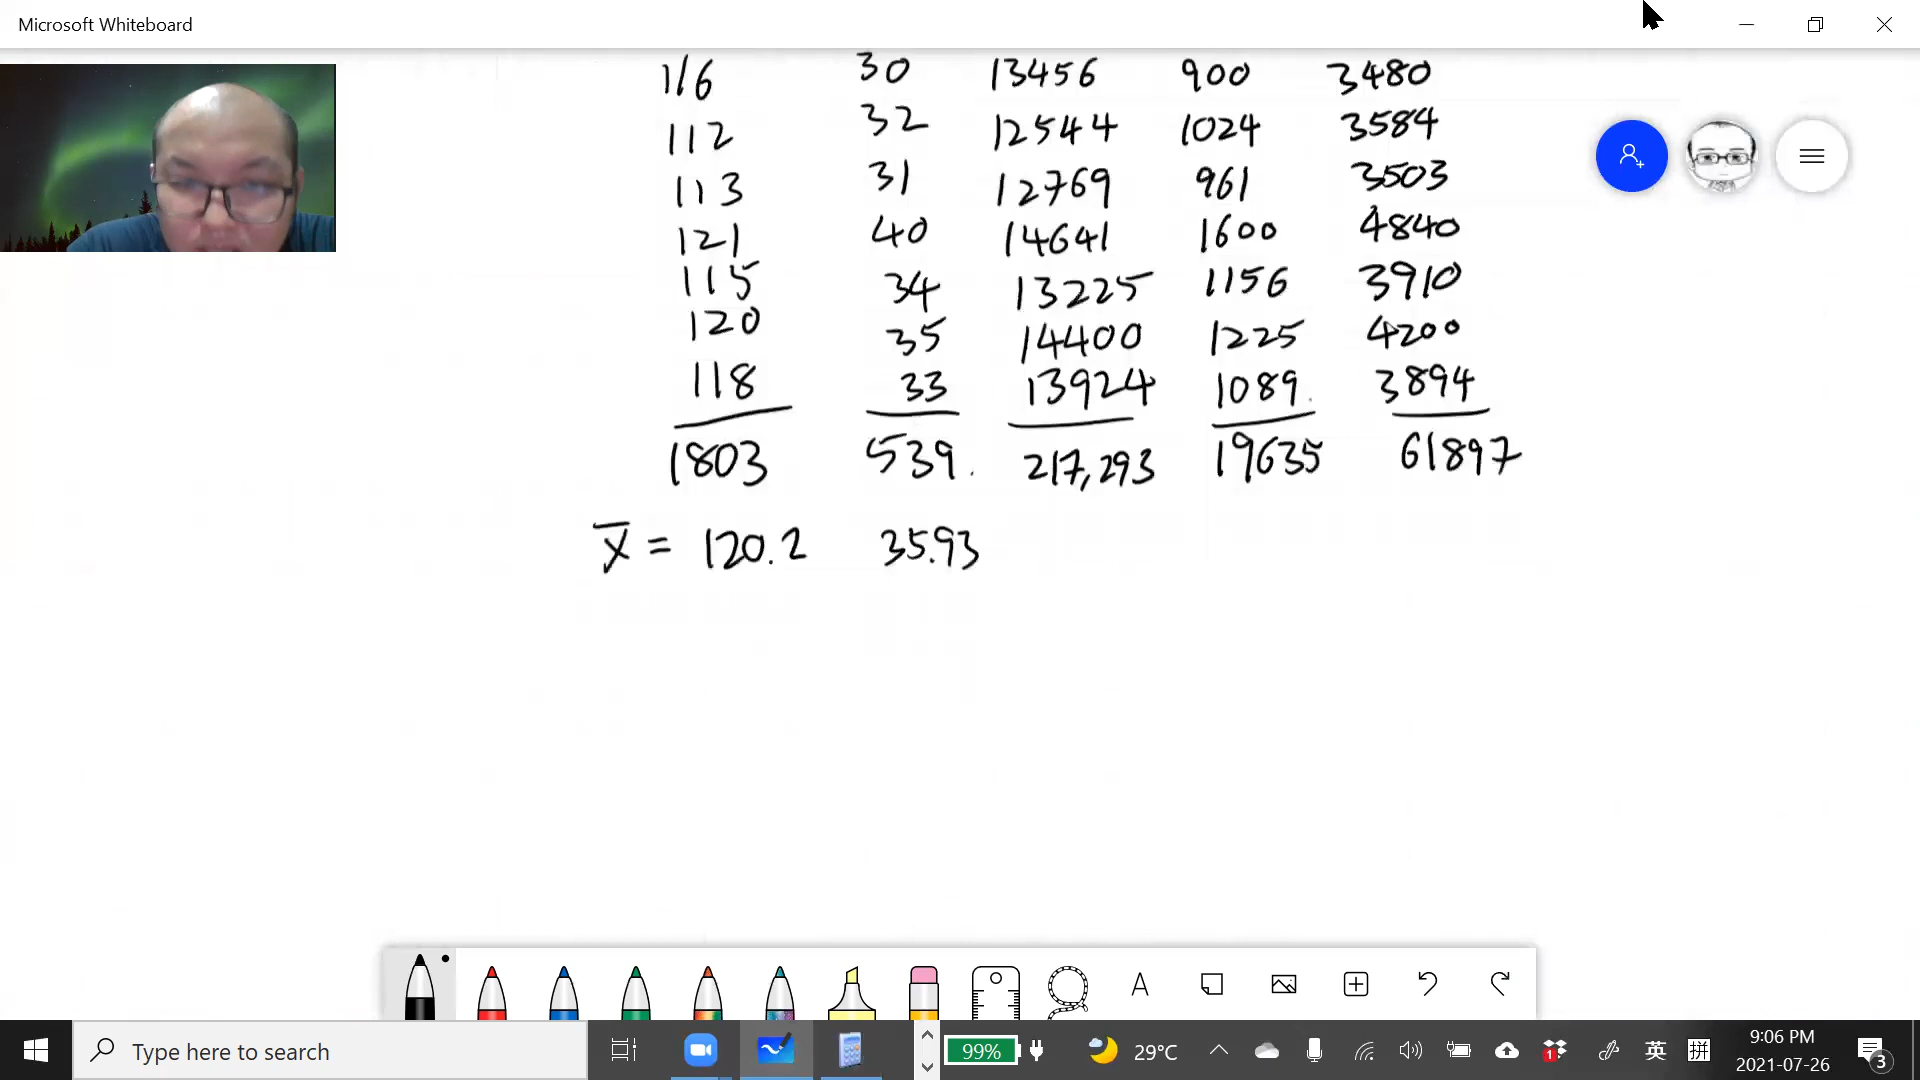 Microsoft Whiteboard
116 30 13456 900 3480
112 32 12544 1024 3584
113 31 12769 961 3503
121 40 14641 1600 4840
115 34 13225 1156 3910
120 35 14400 1225 4200
118 33 13924 1089. 3894
1803 539. 217,293 19635 61897
x̄ = 120.2 35.93
A
Type here to search
99%
29°C
1
英
拼
9:06 PM
2021-07-26
3